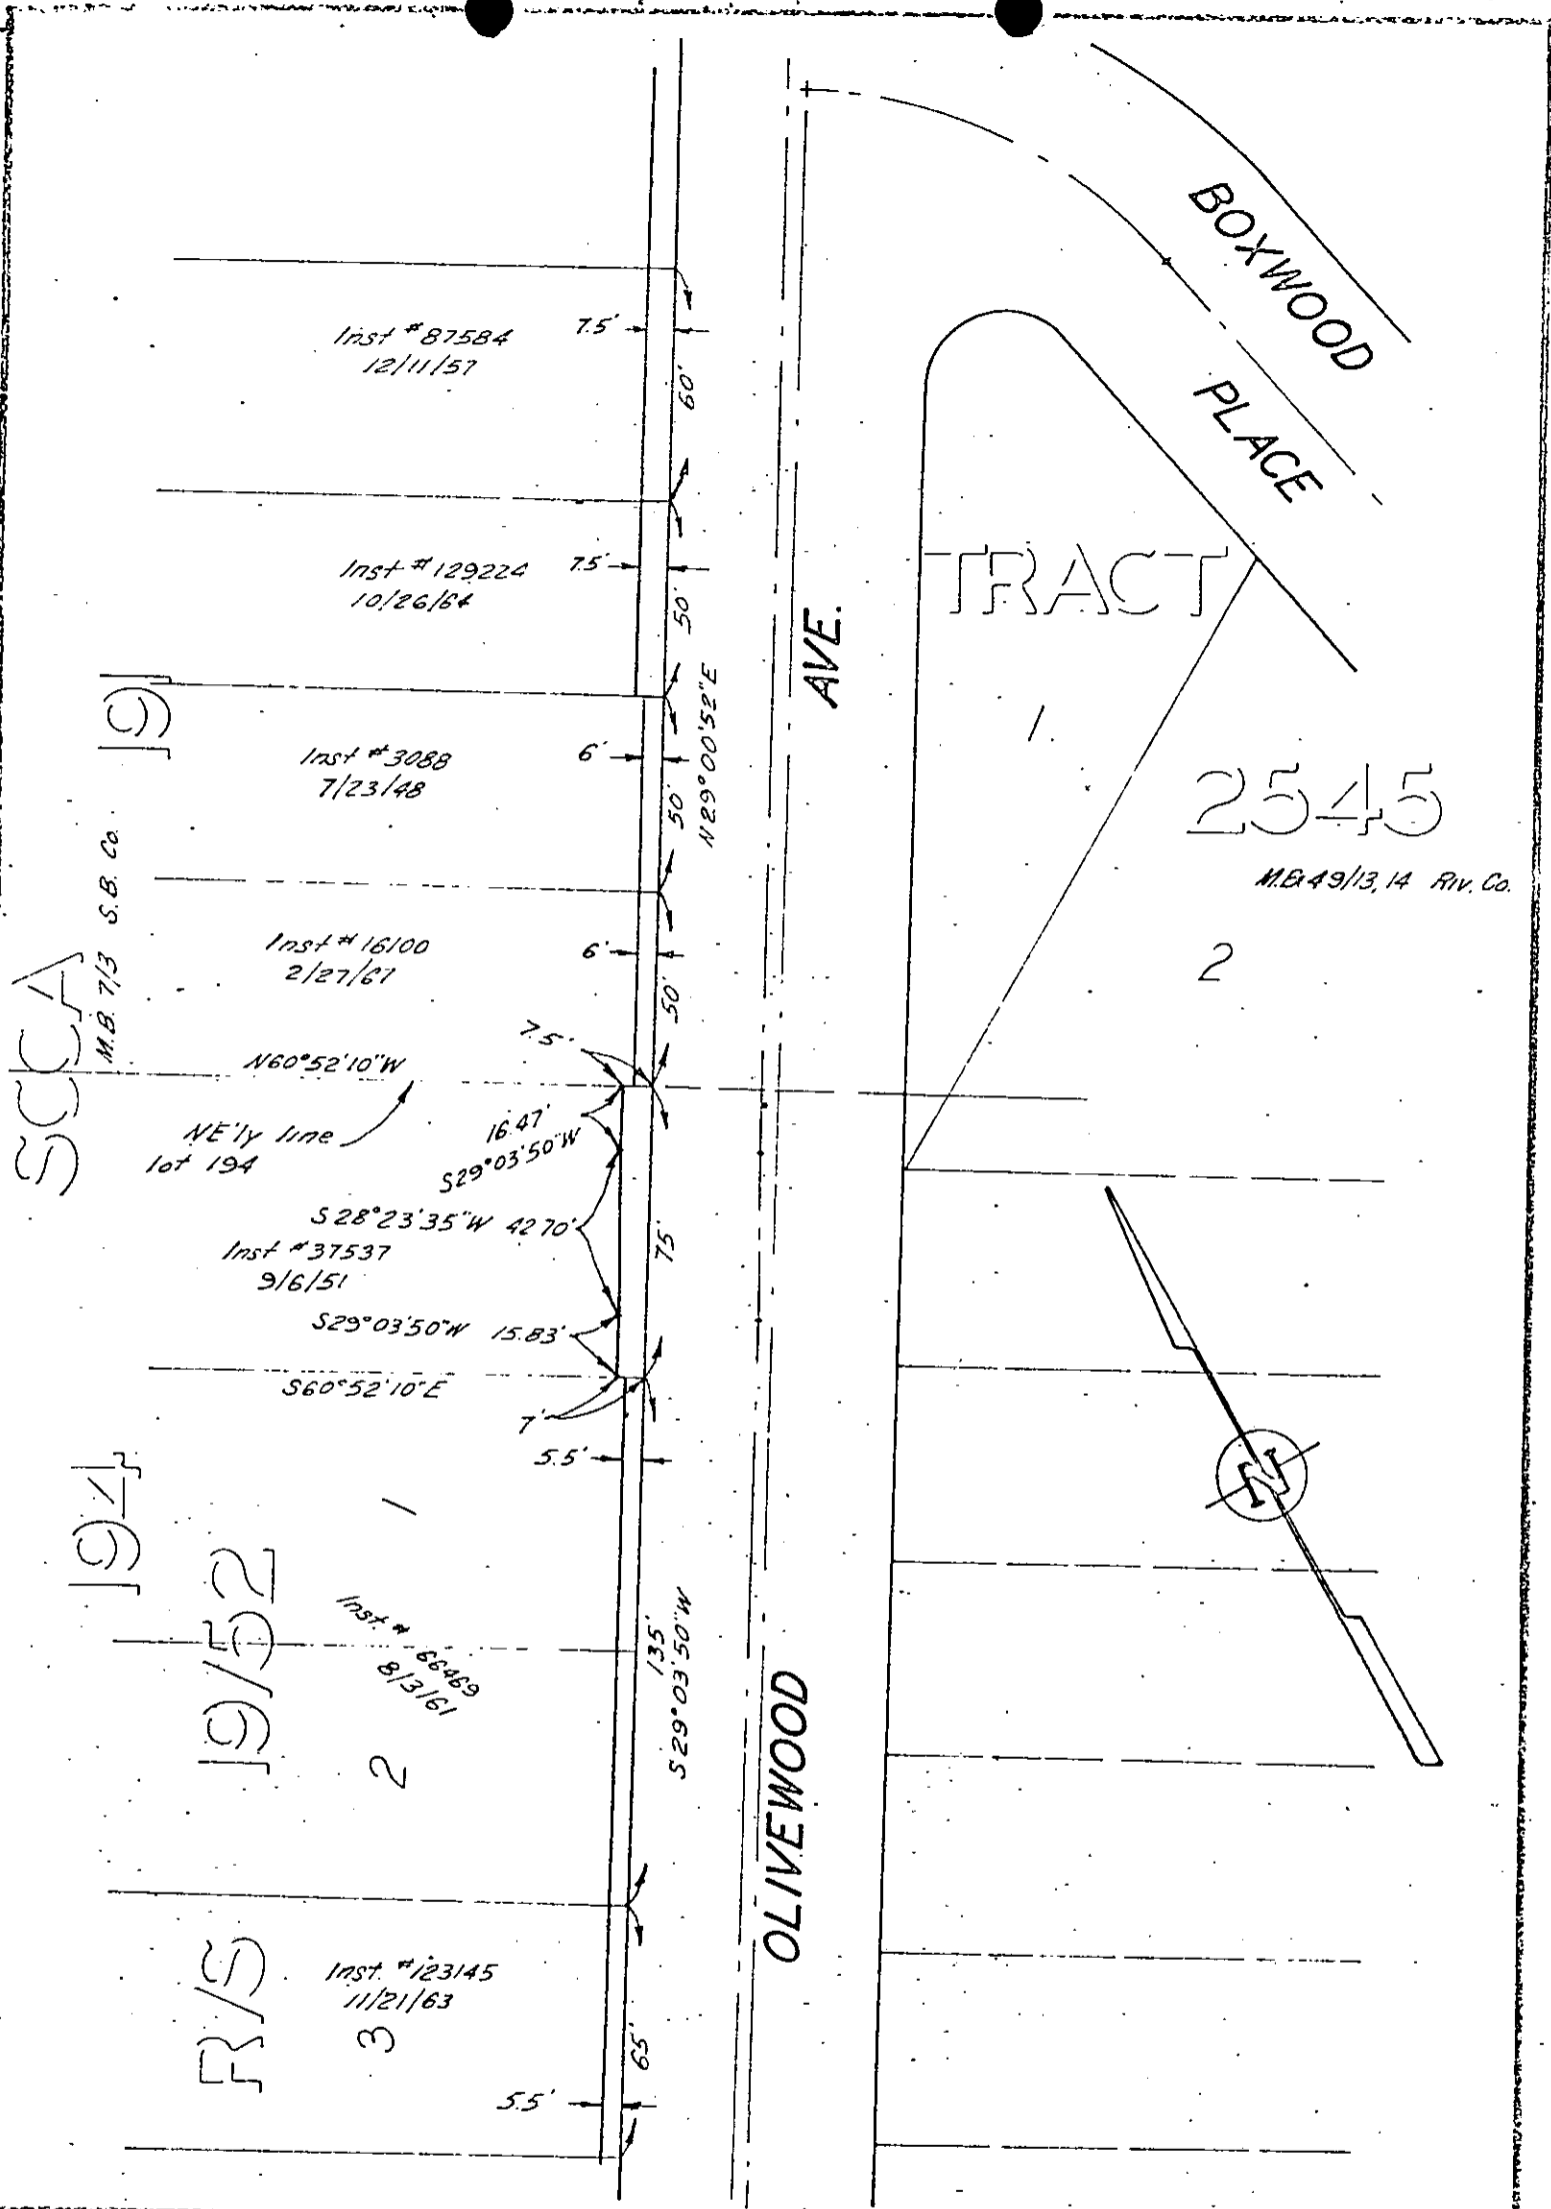 BOXWOOD
PLACE
Inst #87584
12/11/57
7.5'
60'
Inst #129224
10/26/64
7.5'
50'
TRACT
AVE.
1
191
Inst #3088
7/23/48
6'
50'
N29°00'52"E
2545
M.B. 49/13, 14 Riv. Co.
2
SCCA
M.B. 7/3 S.B. Co.
Inst #16100
2/27/67
6'
50'
7.5'
N60°52'10"W
NE'ly line
lot 194
16.47'
S29°03'50"W
S28°23'35"W 42.70'
Inst #37537
9/6/51
75'
S29°03'50"W 15.83'
S60°52'10"E
7'
5.5'
N
194
R/S 19/52
1
Inst. # 66469
8/3/61
135'
S29°03'50"W
2
OLIVEWOOD
Inst. #123145
11/21/63
3
65'
5.5'